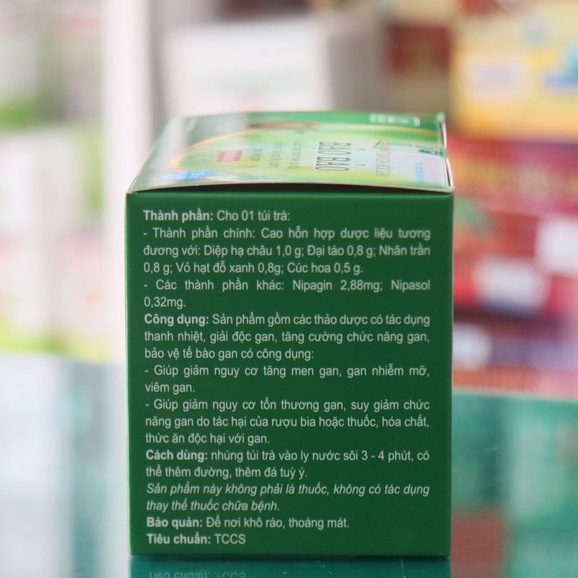 BẢO BẢO
Thành phần: Cho 01 túi trà:
- Thành phần chính: Cao hỗn hợp dược liệu tương
đương với: Diệp hạ châu 1,0 g; Đại táo 0,8 g; Nhân trần
0,8 g; Vỏ hạt đỗ xanh 0,8g; Cúc hoa 0,5 g.
- Các thành phần khác: Nipagin 2,88mg; Nipasol
0,32mg.
Công dụng: Sản phẩm gồm các thảo dược có tác dụng
thanh nhiệt, giải độc gan, tăng cường chức năng gan,
bảo vệ tế bào gan có công dụng:
- Giúp giảm nguy cơ tăng men gan, gan nhiễm mỡ,
viêm gan.
- Giúp giảm nguy cơ tổn thương gan, suy giảm chức
năng gan do tác hại của rượu bia hoặc thuốc, hóa chất,
thức ăn độc hại với gan.
Cách dùng: nhúng túi trà vào ly nước sôi 3 - 4 phút, có
thể thêm đường, thêm đá tuỳ ý.
Sản phẩm này không phải là thuốc, không có tác dụng
thay thế thuốc chữa bệnh.
Bảo quản: Để nơi khô ráo, thoáng mát.
Tiêu chuẩn: TCCS